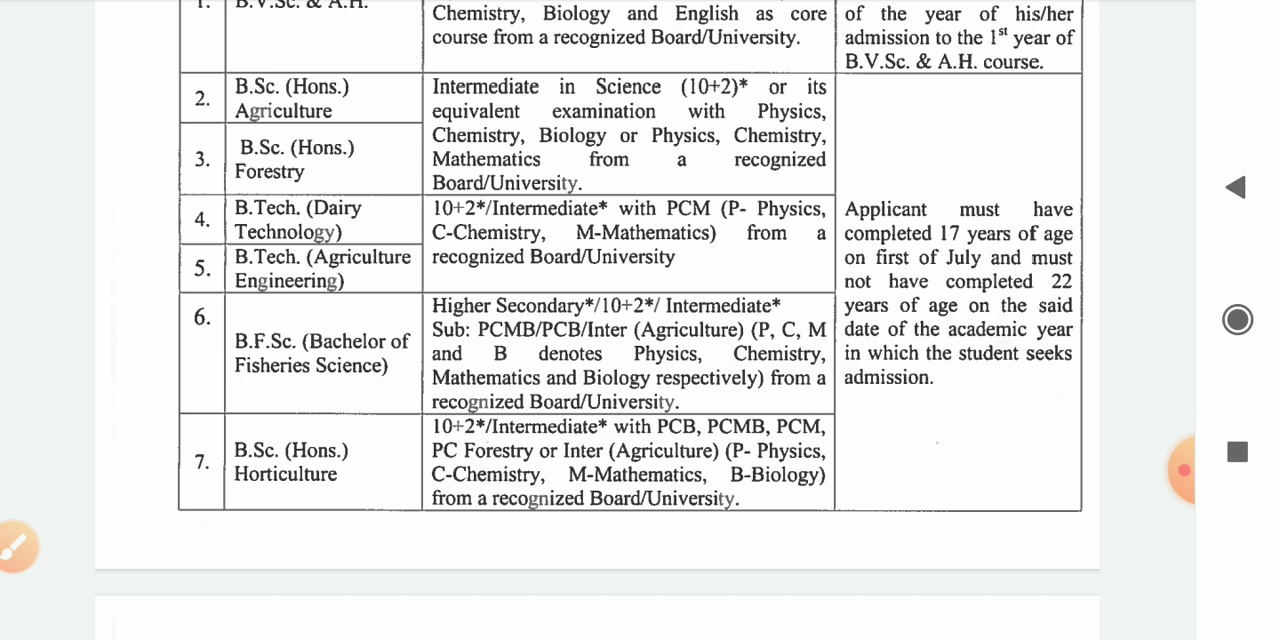 1.
B.V.Sc. & A.H.
Chemistry, Biology and English as core
course from a recognized Board/University.
of the year of his/her
admission to the 1st year of
B.V.Sc. & A.H. course.
2.
B.Sc. (Hons.)
Agriculture
Intermediate in Science (10+2)* or its
equivalent examination with Physics,
Chemistry, Biology or Physics, Chemistry,
Mathematics from a recognized
Board/University.
3.
B.Sc. (Hons.)
Forestry
4.
B.Tech. (Dairy
Technology)
10+2*/Intermediate* with PCM (P- Physics,
C-Chemistry, M-Mathematics) from a
recognized Board/University
5.
B.Tech. (Agriculture
Engineering)
6.
B.F.Sc. (Bachelor of
Fisheries Science)
Higher Secondary*/10+2*/ Intermediate*
Sub: PCMB/PCB/Inter (Agriculture) (P, C, M
and B denotes Physics, Chemistry,
Mathematics and Biology respectively) from a
recognized Board/University.
7.
B.Sc. (Hons.)
Horticulture
10+2*/Intermediate* with PCB, PCMB, PCM,
PC Forestry or Inter (Agriculture) (P- Physics,
C-Chemistry, M-Mathematics, B-Biology)
from a recognized Board/University.
Applicant must have
completed 17 years of age
on first of July and must
not have completed 22
years of age on the said
date of the academic year
in which the student seeks
admission.